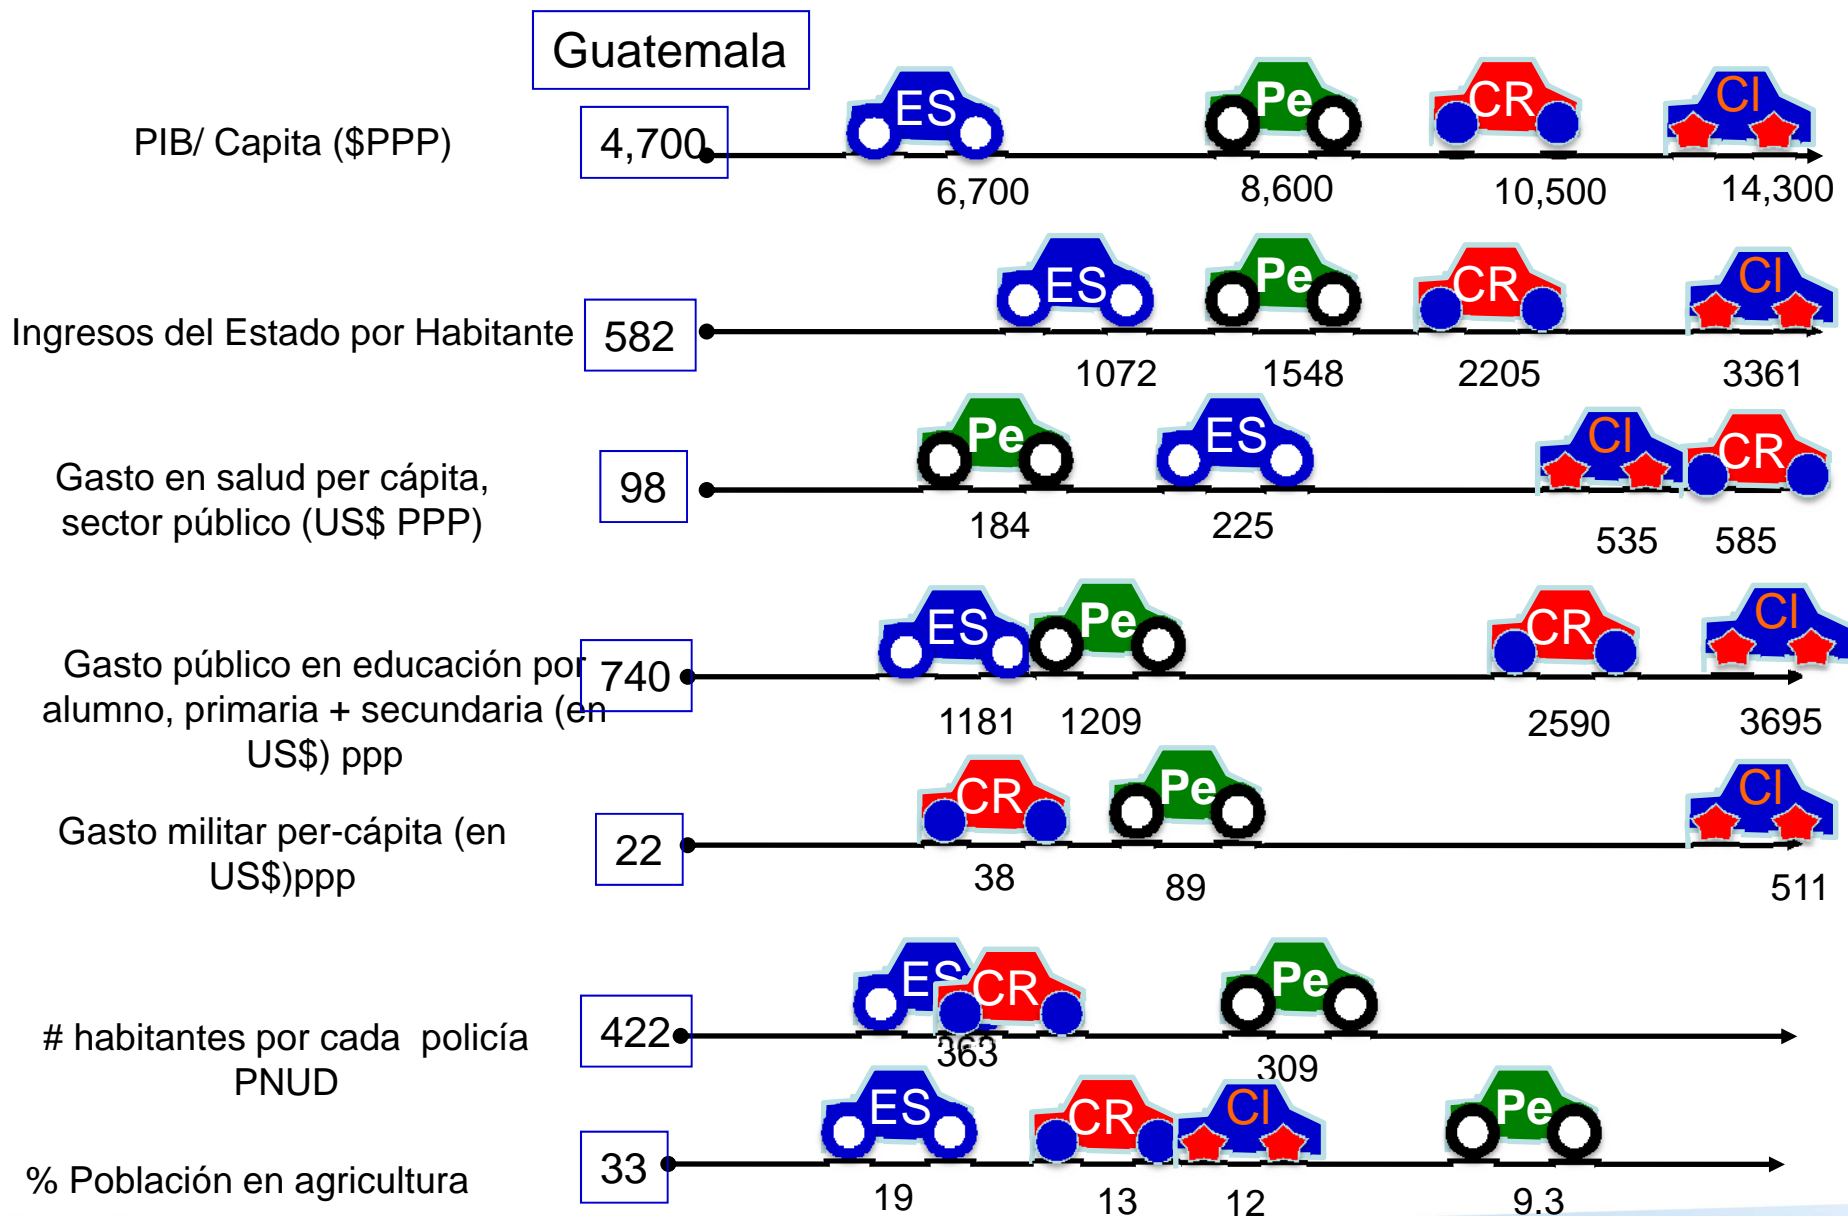 Guatemala
PIB/ Capita ($PPP)
4,700
ES
Pe
CR
CI
6,700
8,600
10,500
14,300
Ingresos del Estado por Habitante
582
ES
Pe
CR
CI
1072
1548
2205
3361
Gasto en salud per cápita,
sector público (US$ PPP)
98
Pe
ES
CI
CR
184
225
535
585
Gasto público en educación por
alumno, primaria + secundaria (en
US$) ppp
740
ES
Pe
CR
CI
1181
1209
2590
3695
Gasto militar per-cápita (en
US$)ppp
22
CR
Pe
CI
38
89
511
# habitantes por cada policía
PNUD
422
ES
CR
Pe
363
309
% Población en agricultura
33
ES
CR
CI
Pe
19
13
12
9.3